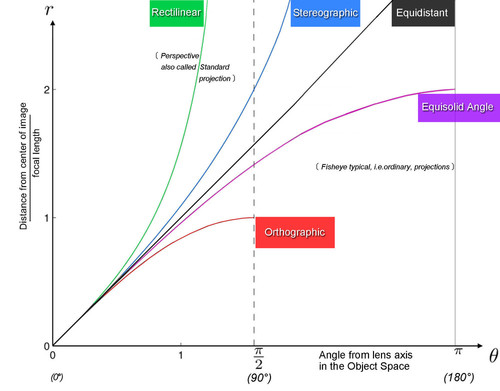 r
Rectilinear
Stereographic
Equidistant
( Perspective
also called Standard
projection )
2
Equisolid Angle
Distance from center of image
focal length
( Fisheye typical, i.e.ordinary, projections)
1
Orthographic
0
1
π
2
Angle from lens axis
in the Object Space
π
θ
(0°)
(90°)
(180°)